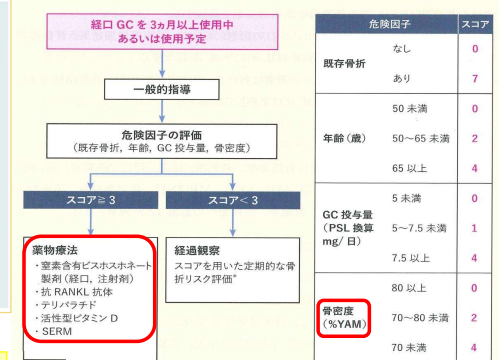 経口 GC を 3ヵ月以上使用中
あるいは使用予定
一般的指導
危険因子の評価
(既存骨折, 年齢, GC 投与量, 骨密度)
スコア≧ 3
スコア< 3
薬物療法
・窒素含有ビスホスホネート
製剤(経口, 注射剤)
・抗 RANKL 抗体
・テリパラチド
・活性型ビタミン D
・SERM
経過観察
スコアを用いた定期的な骨
折リスク評価*
危険因子 スコア
既存骨折
なし 0
あり 7
年齢(歳)
50 未満 0
50〜65 未満 2
65 以上 4
GC 投与量
(PSL 換算
mg/ 日)
5 未満 0
5〜7.5 未満 1
7.5 以上 4
骨密度
(%YAM)
80 以上 0
70〜80 未満 2
70 未満 4